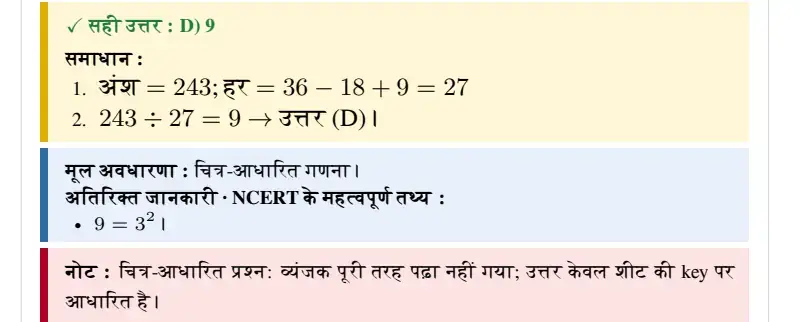 ✓ सही उत्तर : D) 9
समाधान :
1. अंश = 243; हर = 36 − 18 + 9 = 27
2. 243 ÷ 27 = 9 → उत्तर (D)।
मूल अवधारणा : चित्र-आधारित गणना।
अतिरिक्त जानकारी · NCERT के महत्वपूर्ण तथ्य :
• 9 = 3²।
नोट : चित्र-आधारित प्रश्न: व्यंजक पूरी तरह पढ़ा नहीं गया; उत्तर केवल शीट की key पर
आधारित है।